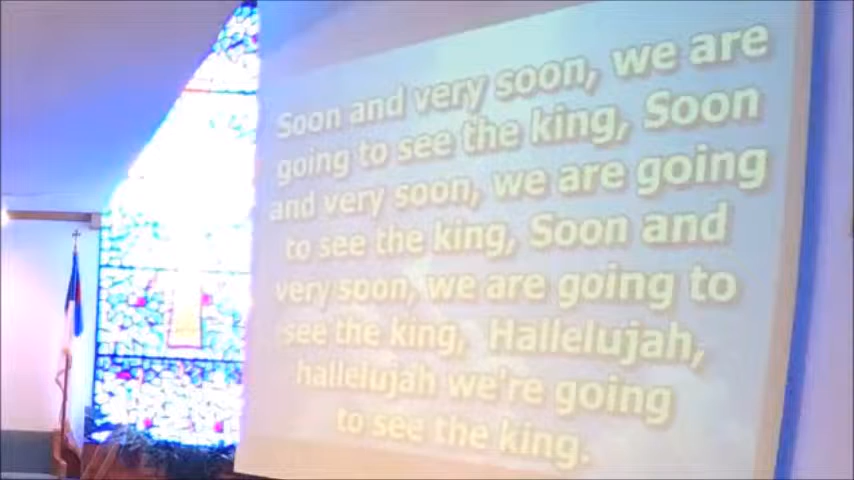 Soon and very soon, we are
going to see the king, Soon
and very soon, we are going
to see the king, Soon and
very soon, we are going to
see the king, Hallelujah,
hallelujah we're going
to see the king.